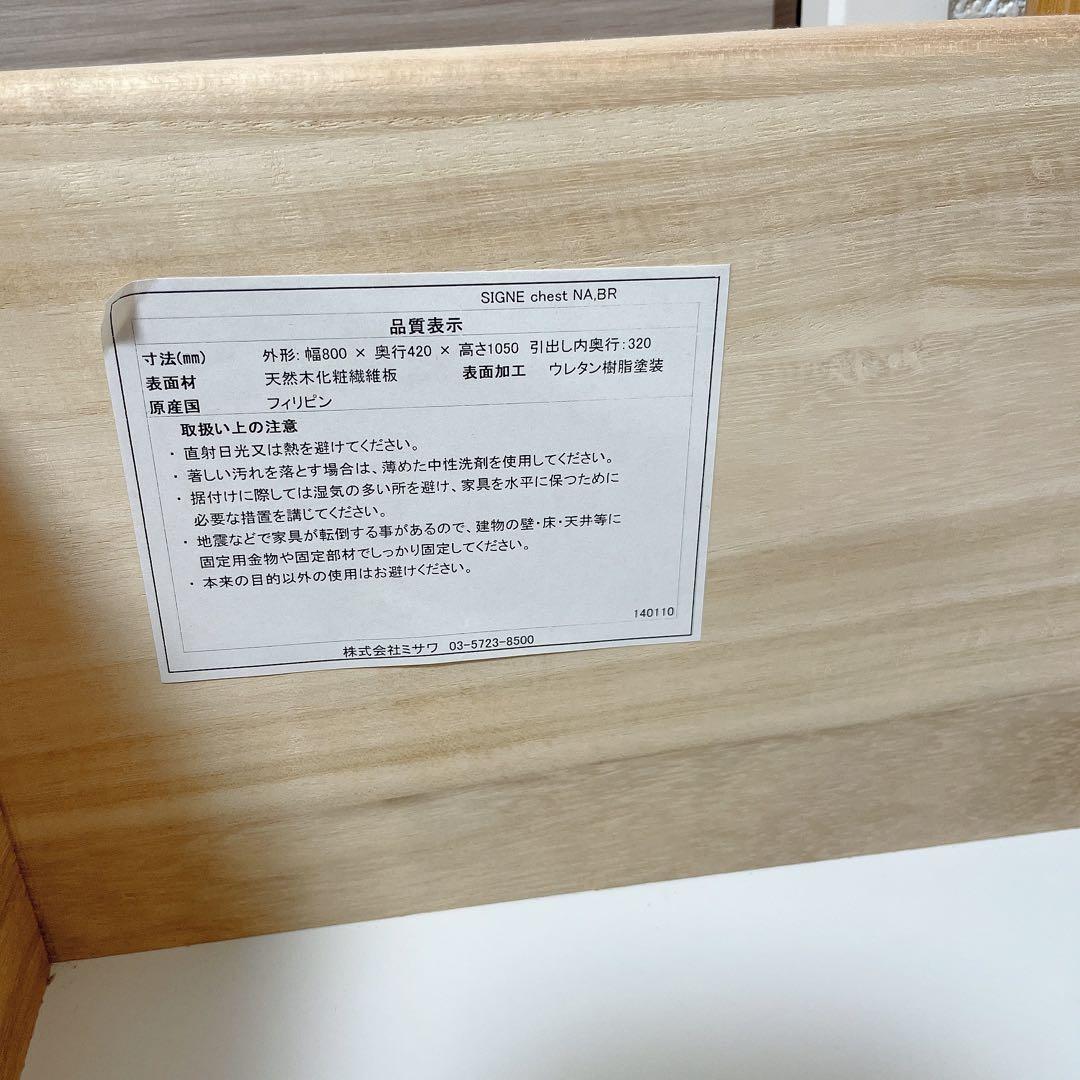 SIGNE chest NA,BR
品質表示
寸法(mm) 外形: 幅800 × 奥行420 × 高さ1050 引出し内奥行:320
表面材 天然木化粧繊維板 表面加工 ウレタン樹脂塗装
原産国 フィリピン
取扱い上の注意
・ 直射日光又は熱を避けてください。
・ 著しい汚れを落とす場合は、薄めた中性洗剤を使用してください。
・ 据付けに際しては湿気の多い所を避け、家具を水平に保つために
必要な措置を講じてください。
・ 地震などで家具が転倒する事があるので、建物の壁・床・天井等に
固定用金物や固定部材でしっかり固定してください。
・ 本来の目的以外の使用はお避けください。
140110
株式会社ミサワ 03-5723-8500